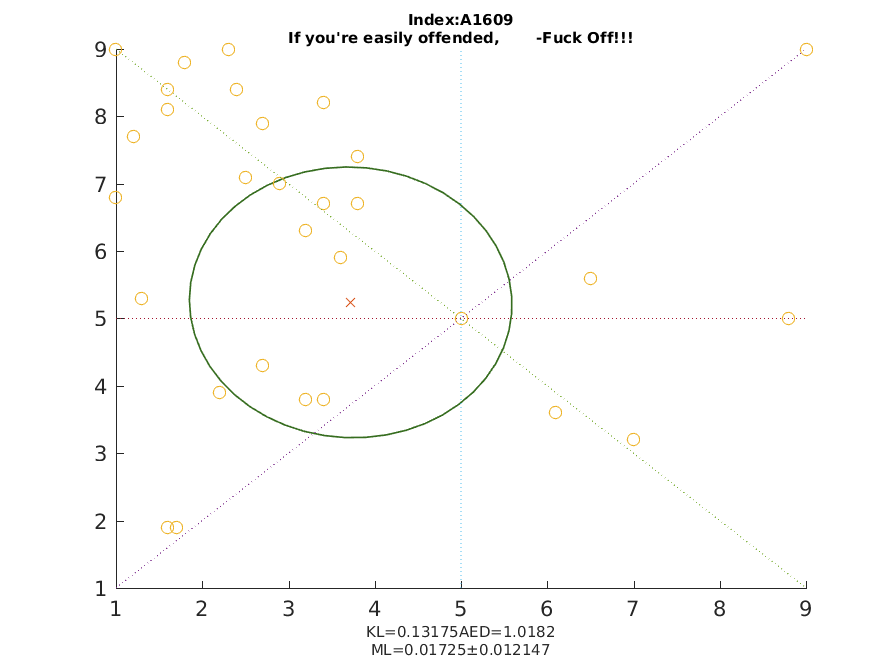 Index:A1609
If you're easily offended, -Fuck Off!!!
9
8
7
6
5
4
3
2
1
1 2 3 4 5 6 7 8 9
KL=0.13175AED=1.0182
ML=0.01725±0.012147